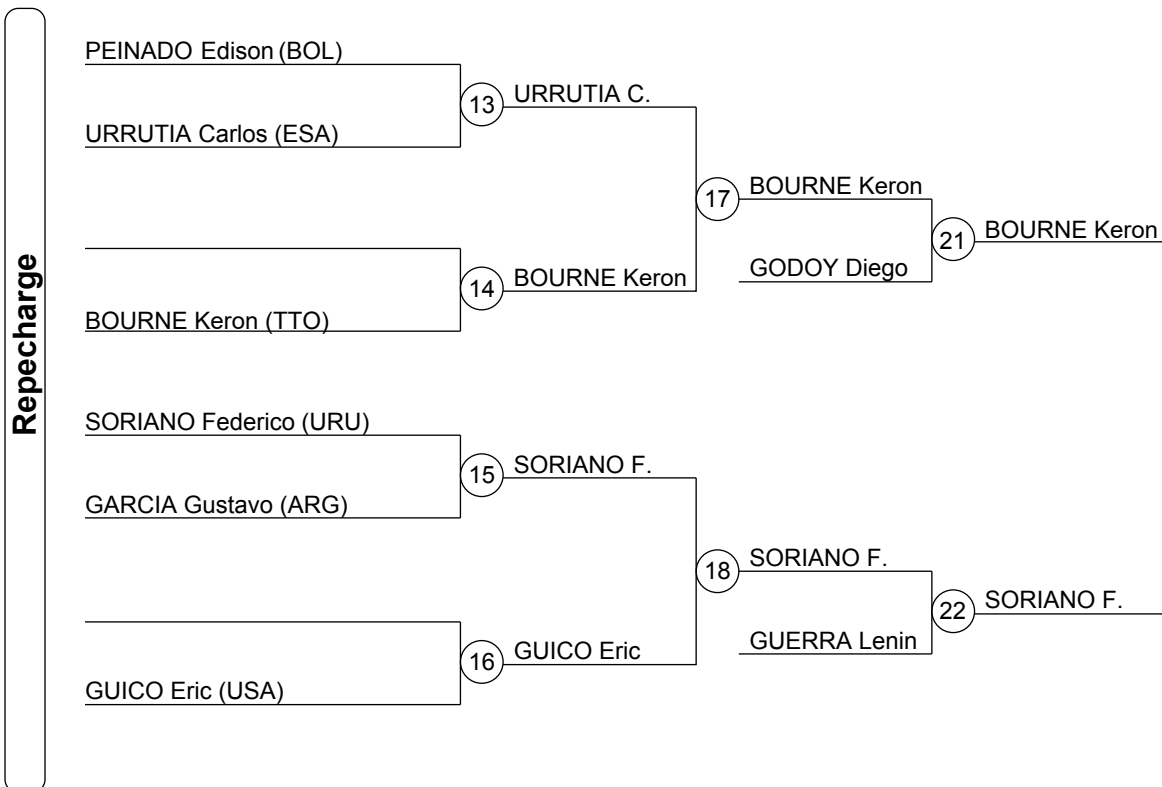 Repecharge
PEINADO Edison (BOL)
13
URRUTIA C.
URRUTIA Carlos (ESA)
17
BOURNE Keron
21
BOURNE Keron
GODOY Diego
14
BOURNE Keron
BOURNE Keron (TTO)
SORIANO Federico (URU)
15
SORIANO F.
GARCIA Gustavo (ARG)
18
SORIANO F.
22
SORIANO F.
GUERRA Lenin
16
GUICO Eric
GUICO Eric (USA)